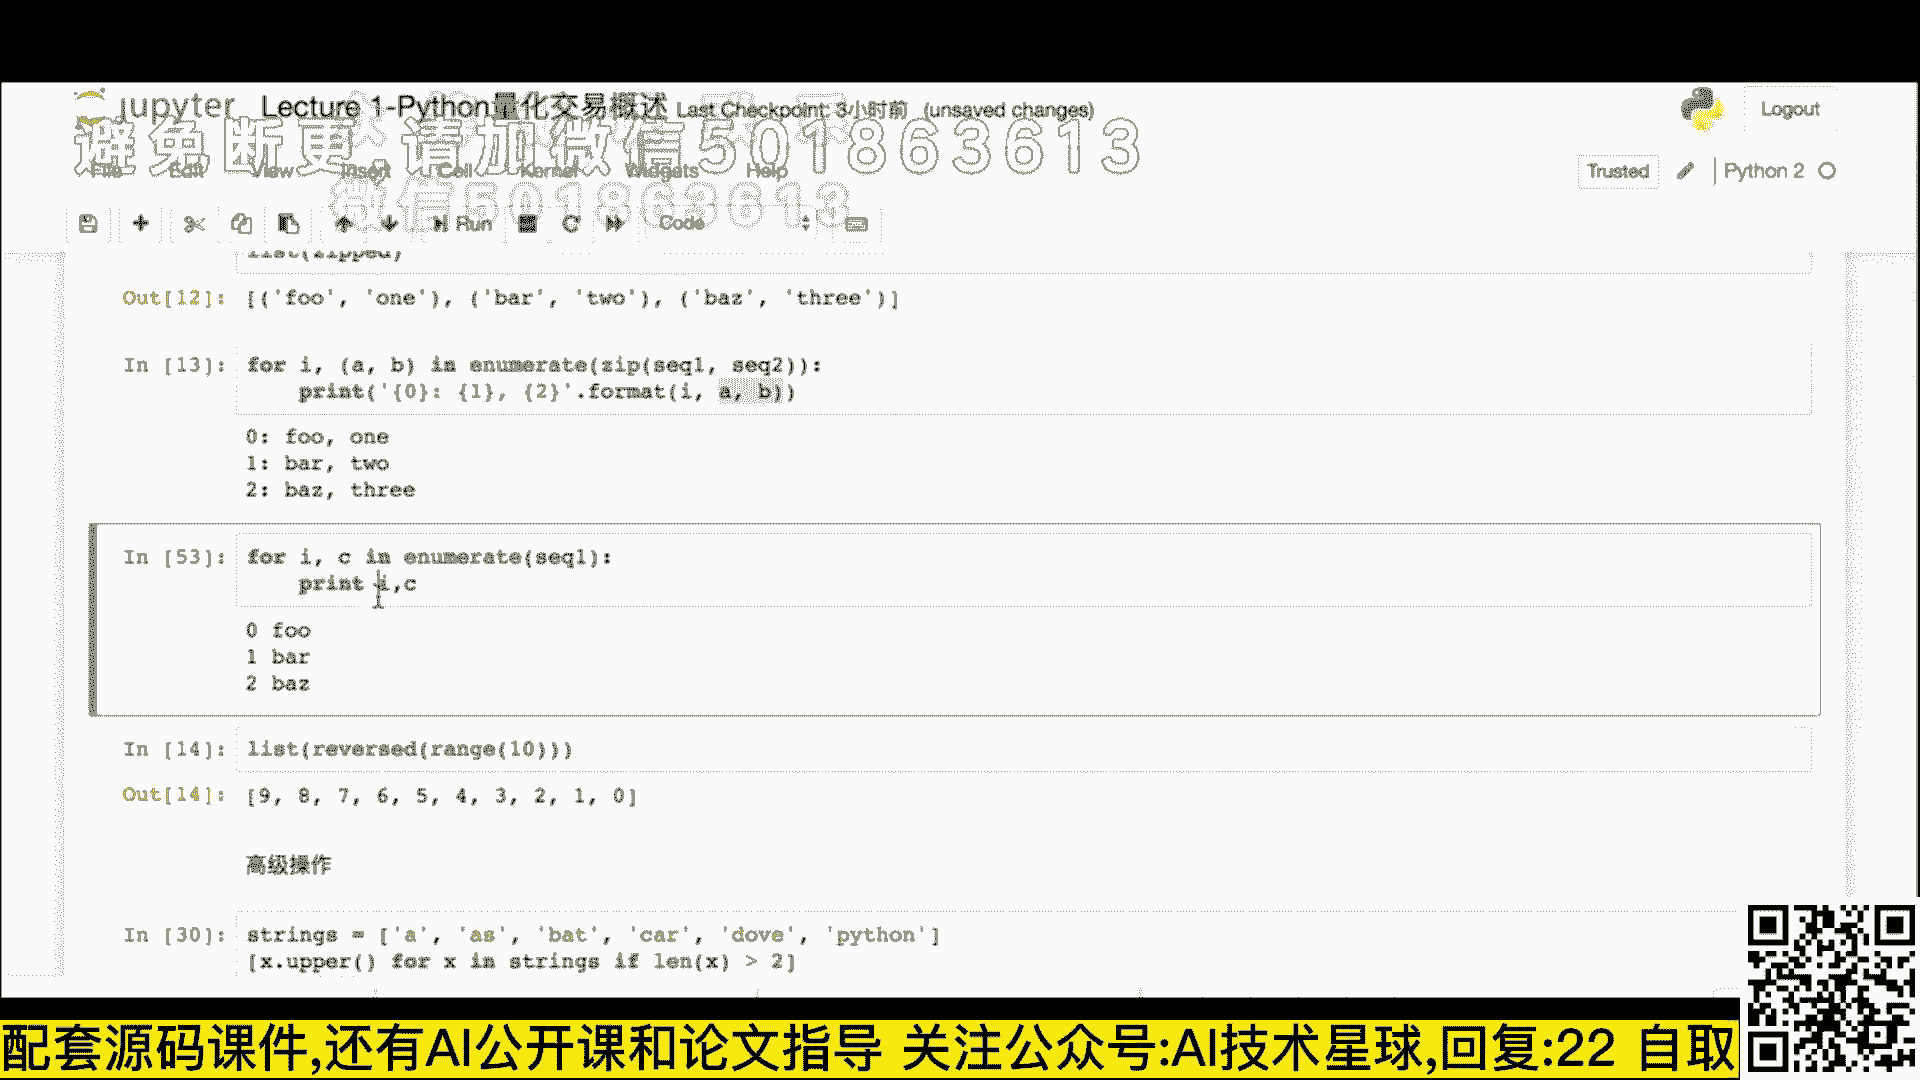 jupyter Lecture 1-Python量化交易概述 Last Checkpoint: 3小时前 (unsaved changes) Logout
避免断更,请加微信501863613
File Edit View Insert Cell Kernel Widgets Help Trusted Python 2
微信501863613
Run Code
list(zipped)
Out[12]: [('foo', 'one'), ('bar', 'two'), ('baz', 'three')]
In [13]: for i, (a, b) in enumerate(zip(seq1, seq2)):
print('{0}: {1}, {2}'.format(i, a, b))
0: foo, one
1: bar, two
2: baz, three
In [53]: for i, c in enumerate(seq1):
print i,c
0 foo
1 bar
2 baz
In [14]: list(reversed(range(10)))
Out[14]: [9, 8, 7, 6, 5, 4, 3, 2, 1, 0]
高级操作
In [30]: strings = ['a', 'as', 'bat', 'car', 'dove', 'python']
[x.upper() for x in strings if len(x) > 2]
配套源码课件,还有AI公开课和论文指导 关注公众号:AI技术星球,回复:22 自取